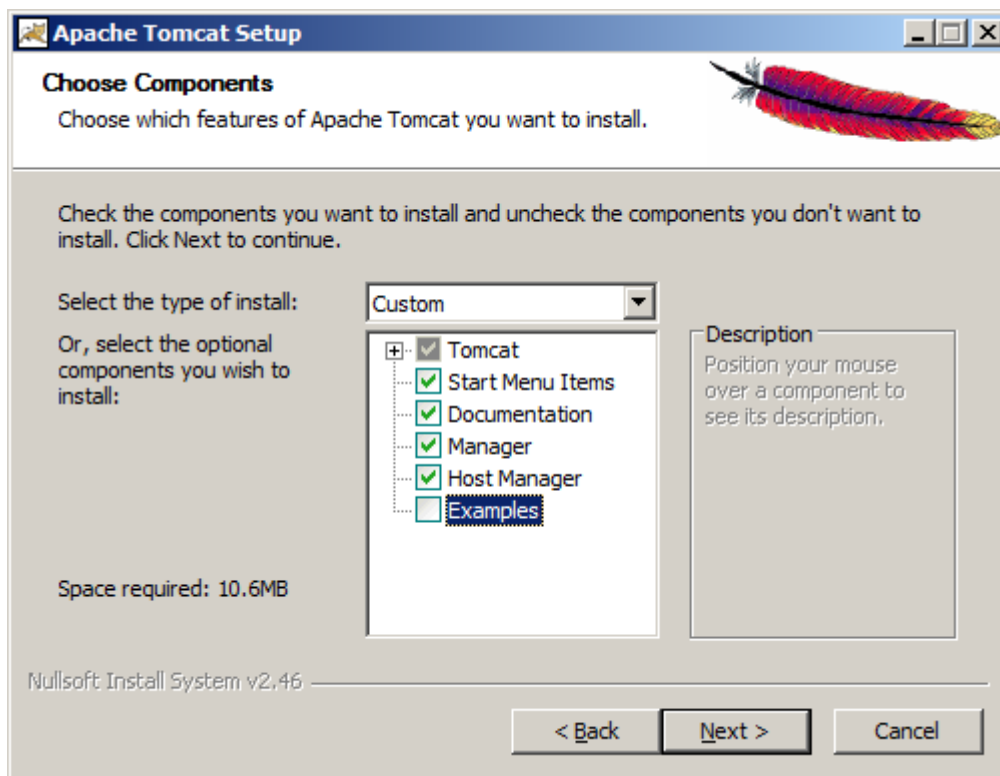 Apache Tomcat Setup
Choose Components
Choose which features of Apache Tomcat you want to install.
Check the components you want to install and uncheck the components you don't want to
install. Click Next to continue.
Select the type of install:
Custom
Or, select the optional
components you wish to
install:
Tomcat
Start Menu Items
Documentation
Manager
Host Manager
Examples
Description
Position your mouse
over a component to
see its description.
Space required: 10.6MB
Nullsoft Install System v2.46
< Back
Next >
Cancel